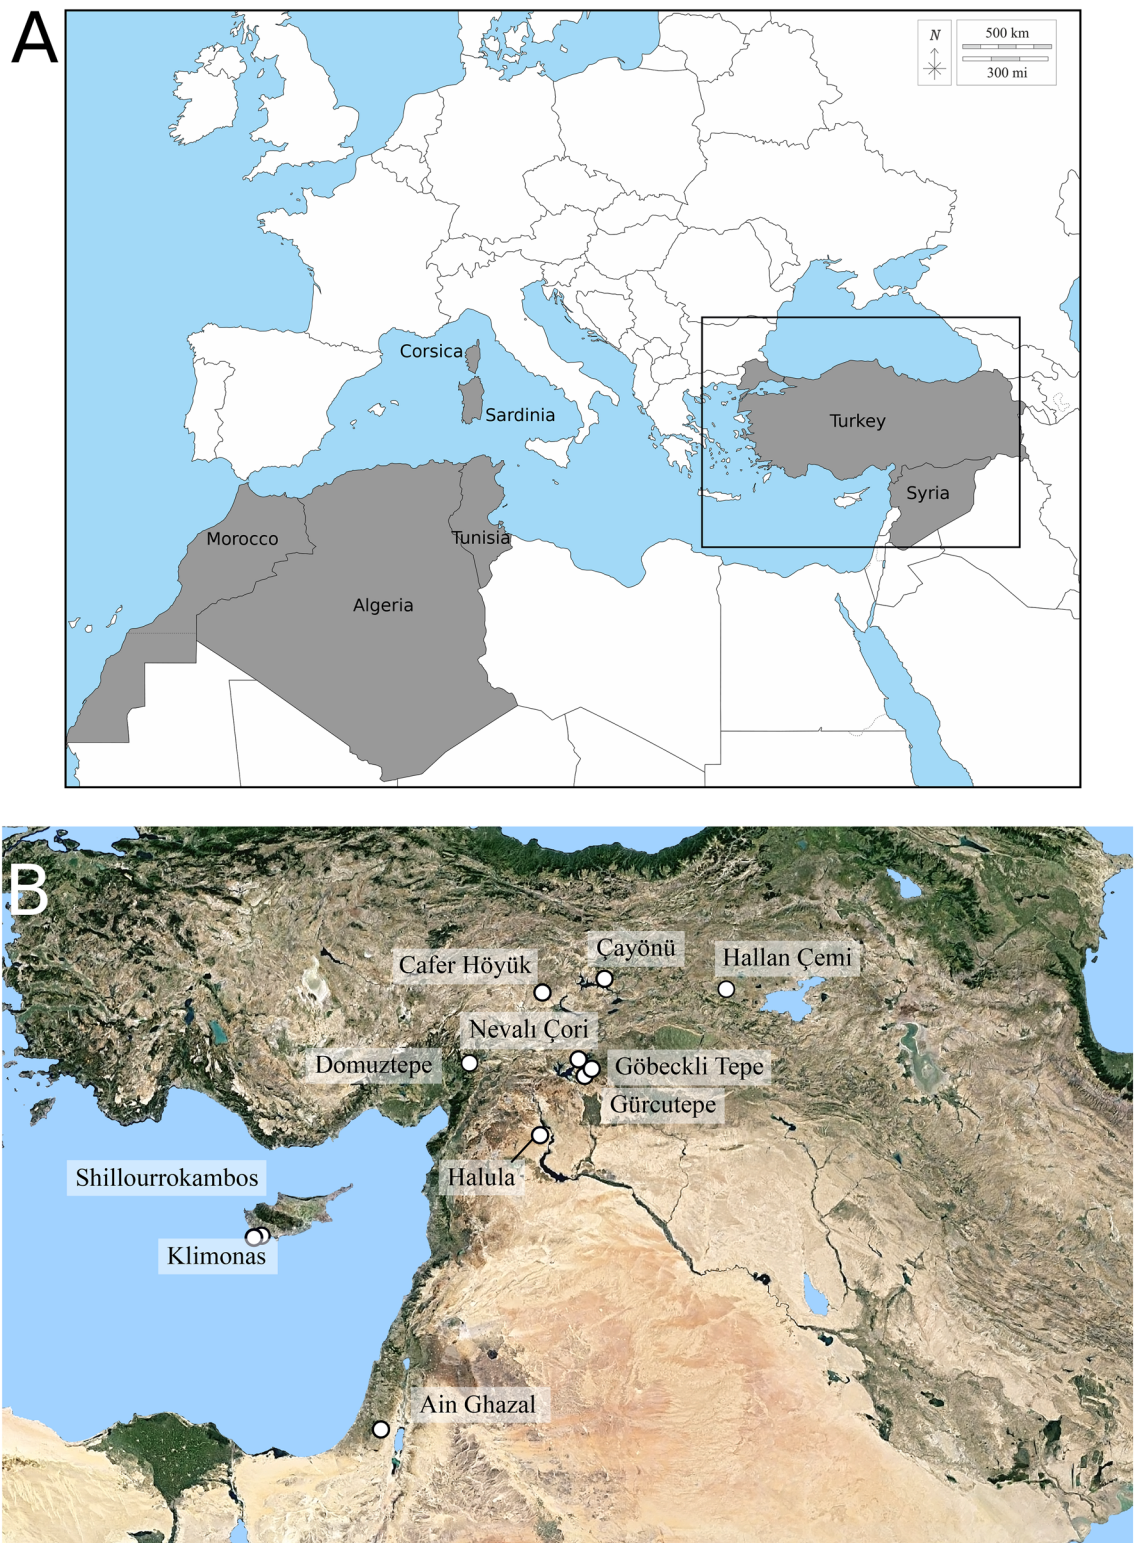 A
N
500 km
300 mi
Corsica
Sardinia
Turkey
Syria
Morocco
Tunisia
Algeria
B
Çayönü
Cafer Höyük
Hallan Çemi
Nevalı Çori
Domuztepe
Göbeckli Tepe
Gürcutepe
Halula
Shillourrokambos
Klimonas
Ain Ghazal